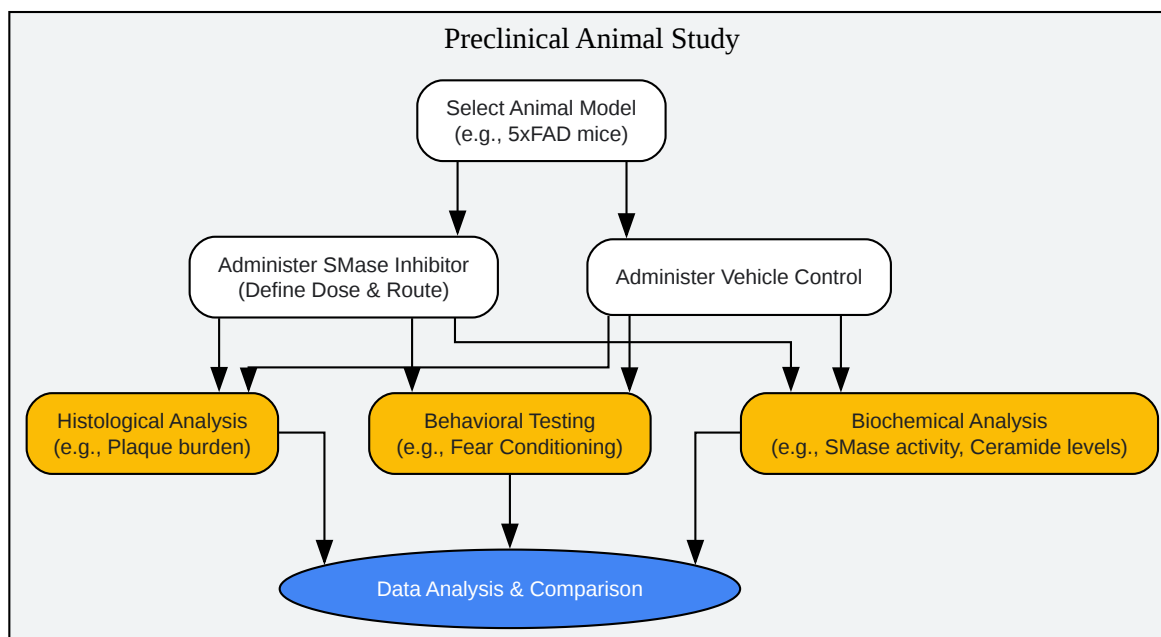 Preclinical Animal Study
Select Animal Model
(e.g., 5xFAD mice)
Administer SMase Inhibitor
(Define Dose & Route)
Administer Vehicle Control
Histological Analysis
(e.g., Plaque burden)
Behavioral Testing
(e.g., Fear Conditioning)
Biochemical Analysis
(e.g., SMase activity, Ceramide levels)
Data Analysis & Comparison